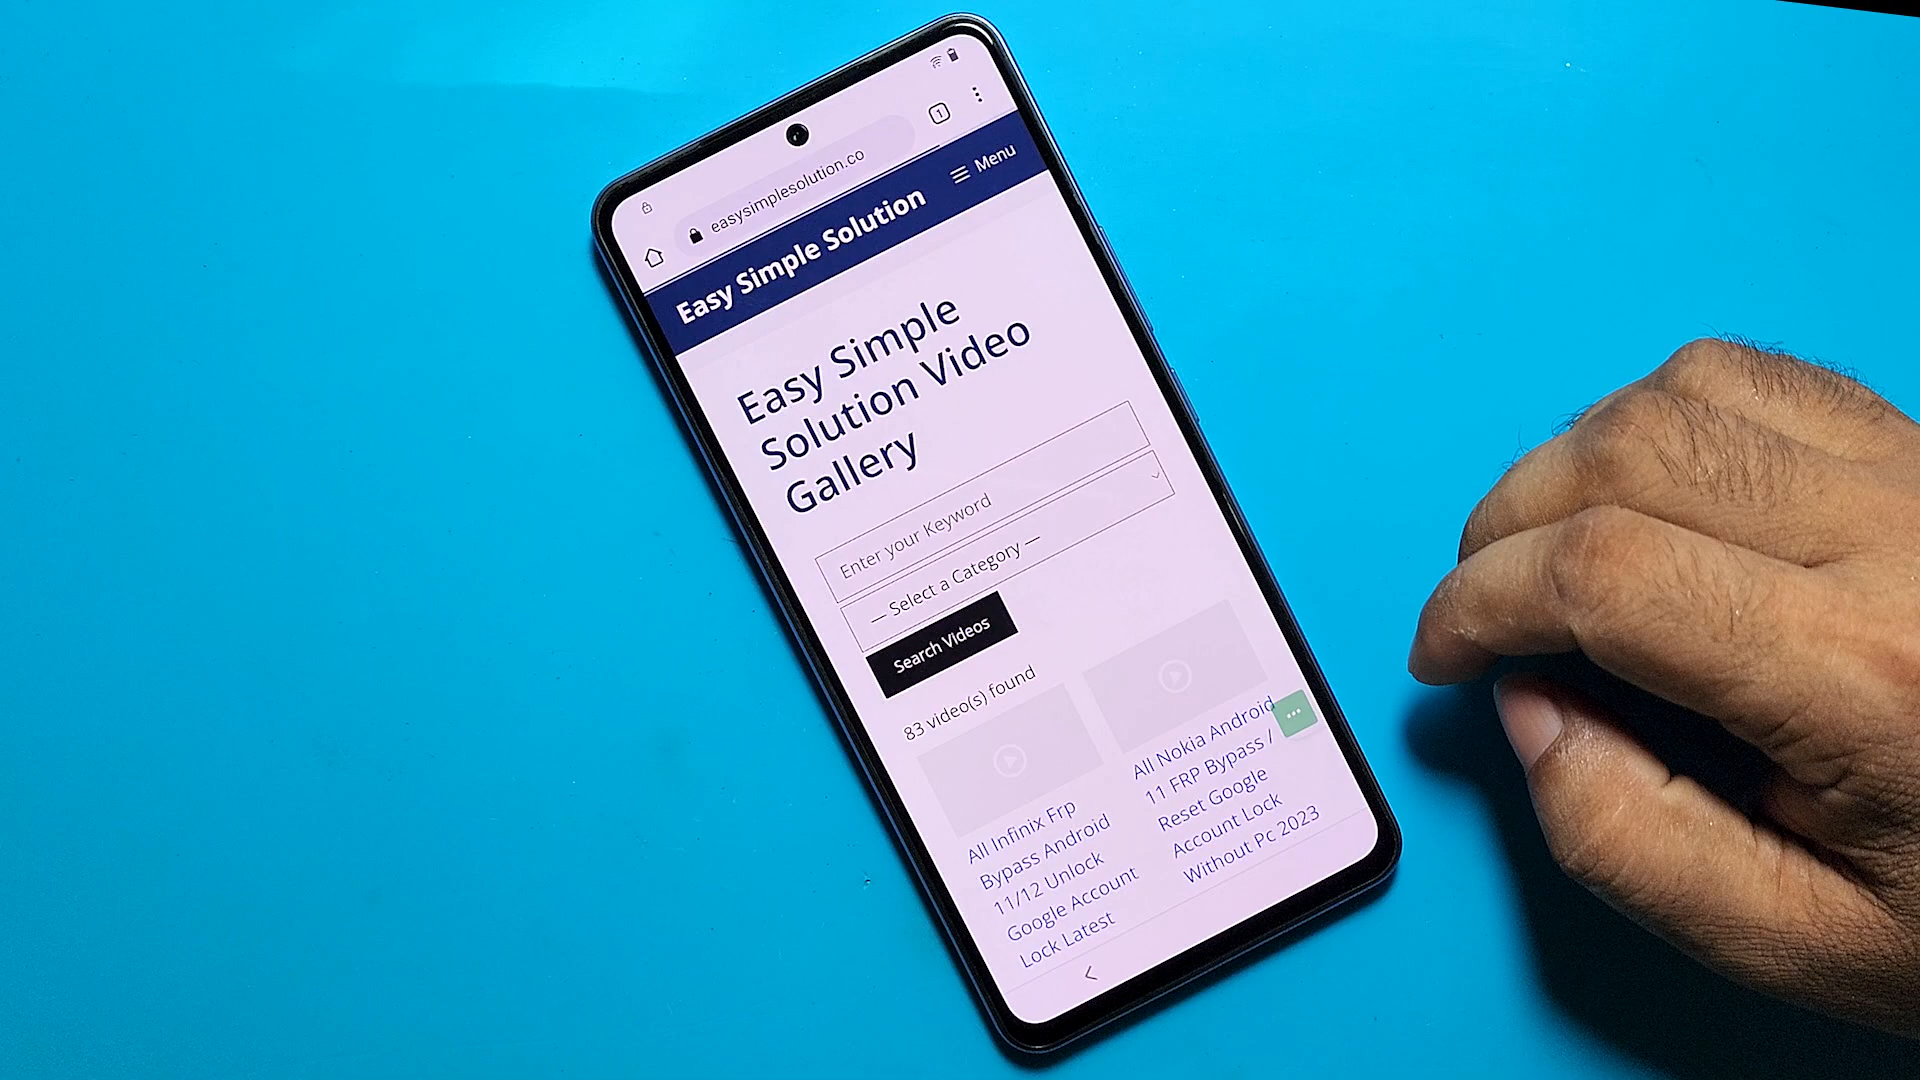 easysimplesolution.co
1
Easy Simple Solution
Menu
Easy Simple
Solution Video
Gallery
Enter your Keyword
— Select a Category —
Search Videos
83 video(s) found
All Infinix Frp
Bypass Android
11/12 Unlock
Google Account
Lock Latest
All Nokia Android
11 FRP Bypass /
Reset Google
Account Lock
Without Pc 2023